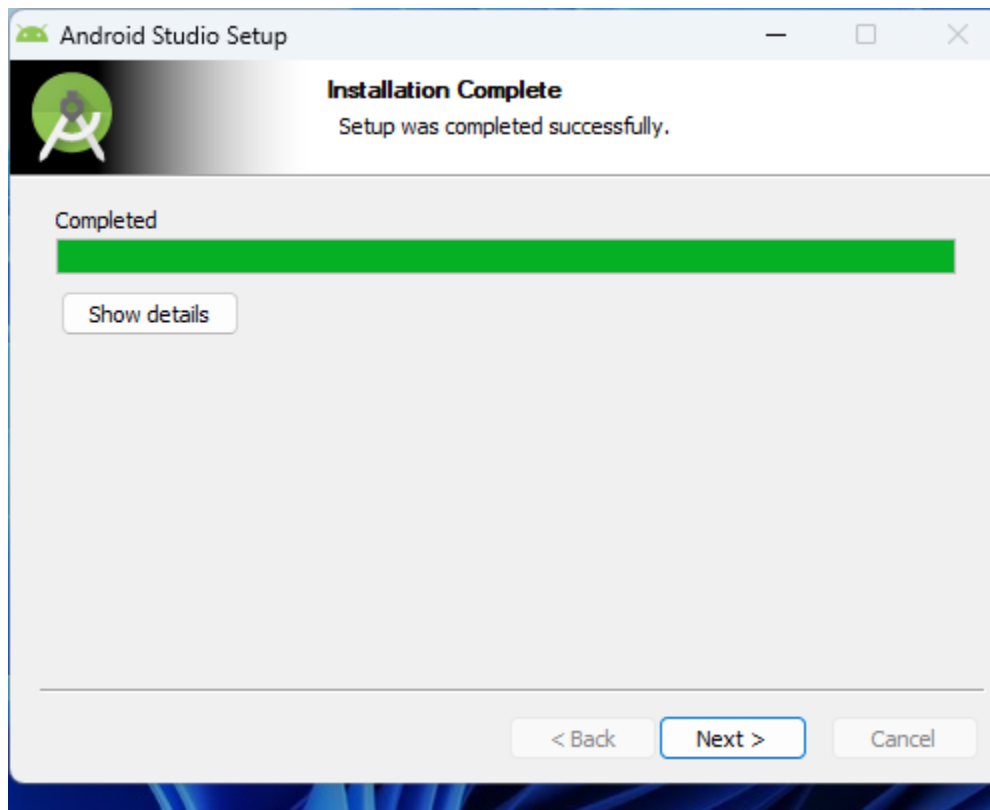 Android Studio Setup
Installation Complete
Setup was completed successfully.
Completed
Show details
< Back Next > Cancel